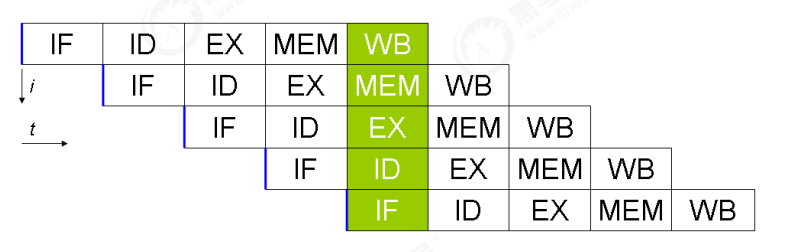 IF ID EX MEM WB
i IF ID EX MEM WB
t IF ID EX MEM WB
IF ID EX MEM WB
IF ID EX MEM WB